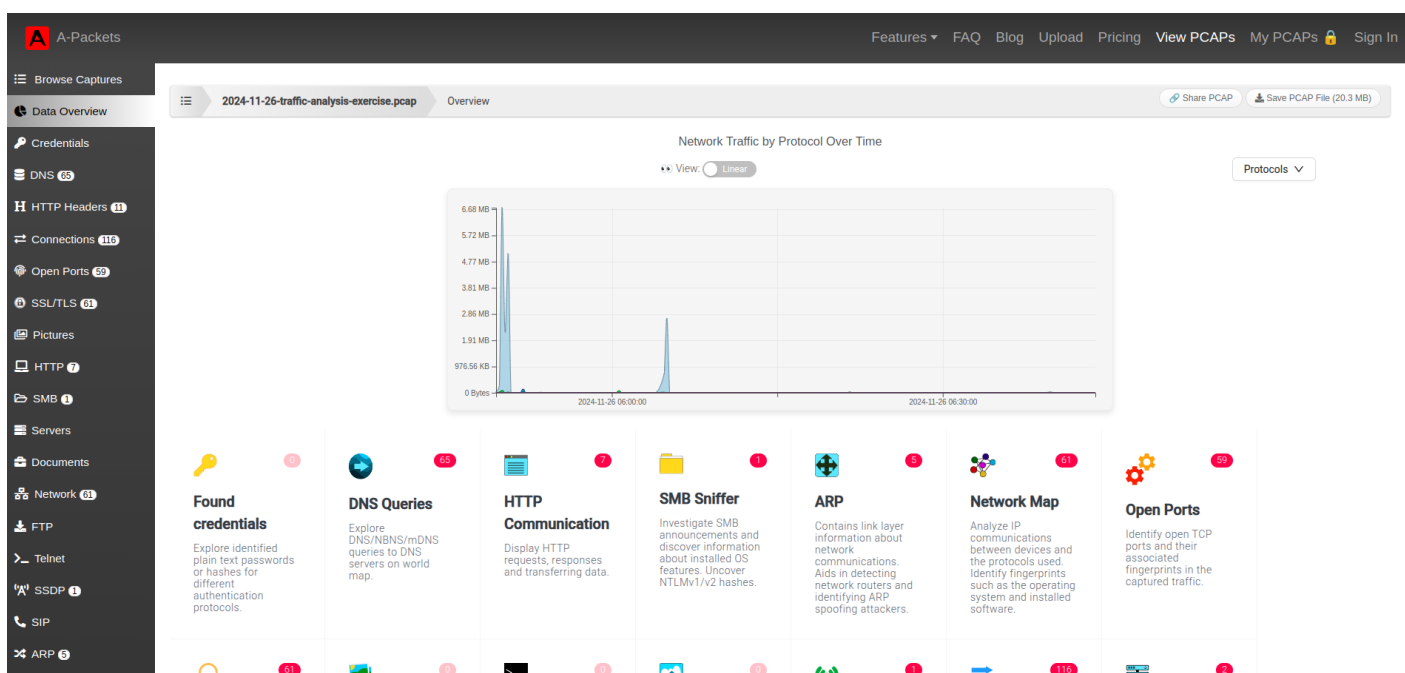 A A-Packets
Features FAQ Blog Upload Pricing View PCAPs My PCAPs Sign In
Browse Captures
Data Overview
Credentials
DNS 65
H HTTP Headers 11
Connections 116
Open Ports 59
SSL/TLS 61
Pictures
HTTP 7
SMB 1
Servers
Documents
Network 61
FTP
Telnet
SSDP 1
SIP
ARP 5
2024-11-26-traffic-analysis-exercise.pcap Overview
Share PCAP Save PCAP File (20.3 MB)
Network Traffic by Protocol Over Time
View: Linear
Protocols
6.68 MB
5.72 MB
4.77 MB
3.81 MB
2.86 MB
1.91 MB
976.56 KB
0 Bytes
2024-11-26 06:00:00 2024-11-26 06:30:00
0
Found
credentials
Explore identified
plain text passwords
or hashes for
different
authentication
protocols.
65
DNS Queries
Explore
DNS/NBNS/mDNS
queries to DNS
servers on world
map.
7
HTTP
Communication
Display HTTP
requests, responses
and transferring data.
1
SMB Sniffer
Investigate SMB
announcements and
discover information
about installed OS
features. Uncover
NTLMv1/v2 hashes.
5
ARP
Contains link layer
information about
network
communications.
Aids in detecting
network routers and
identifying ARP
spoofing attackers.
61
Network Map
Analyze IP
communications
between devices and
the protocols used.
Identify fingerprints
such as the operating
system and installed
software.
59
Open Ports
Identify open TCP
ports and their
associated
fingerprints in the
captured traffic.
61 0 0 0 1 116 2